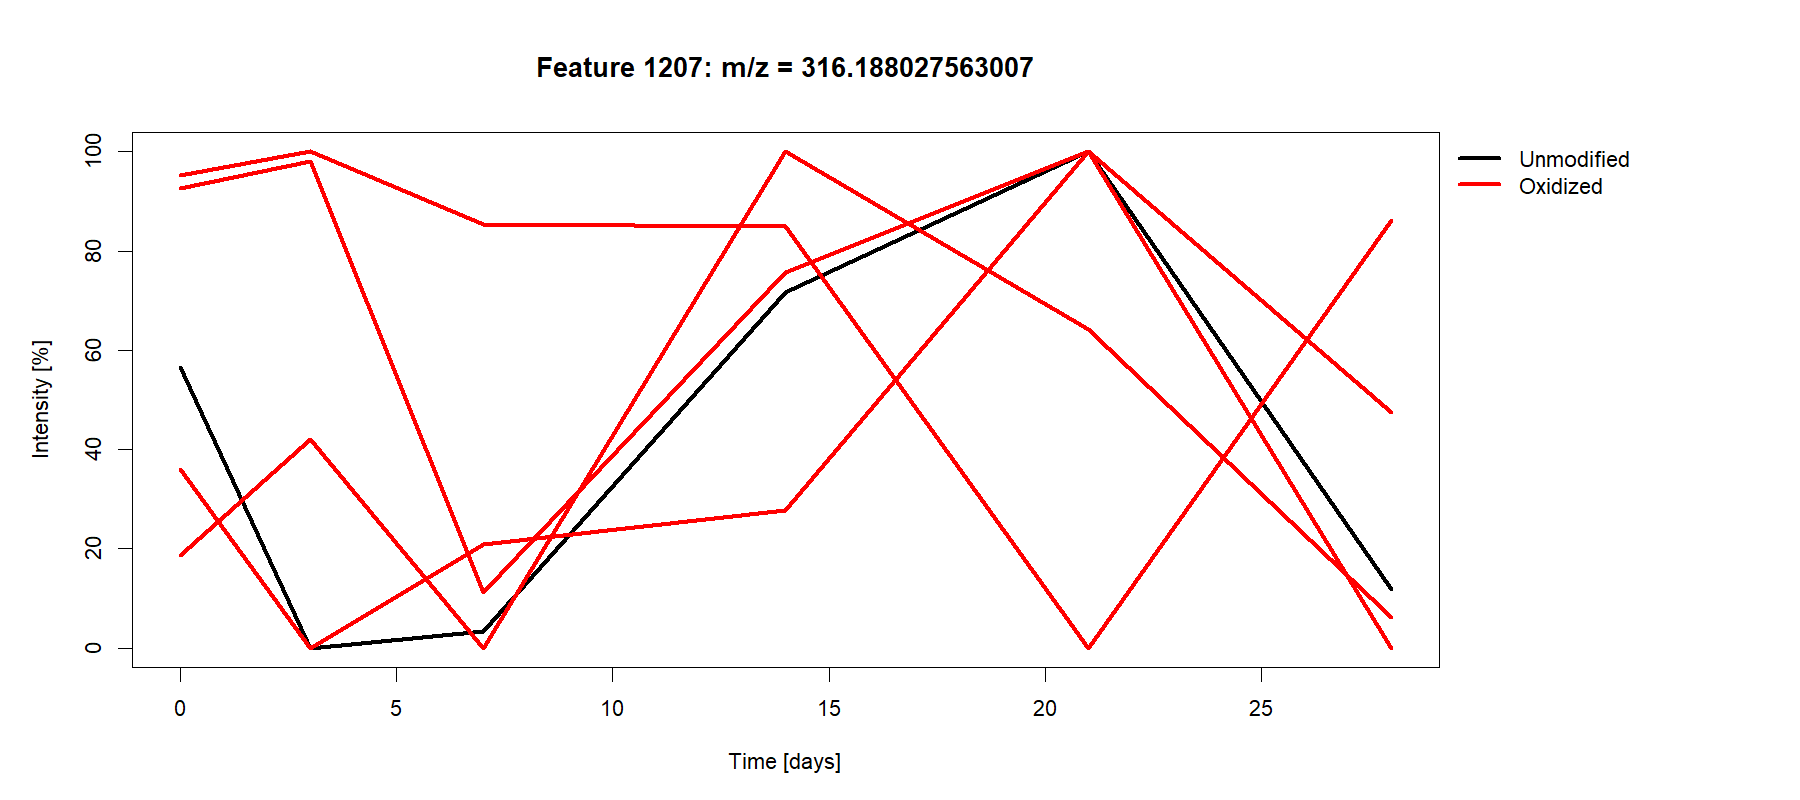 Feature 1207: m/z = 316.188027563007
Unmodified
Oxidized
Intensity [%]
100
80
60
40
20
0
0 5 10 15 20 25
Time [days]